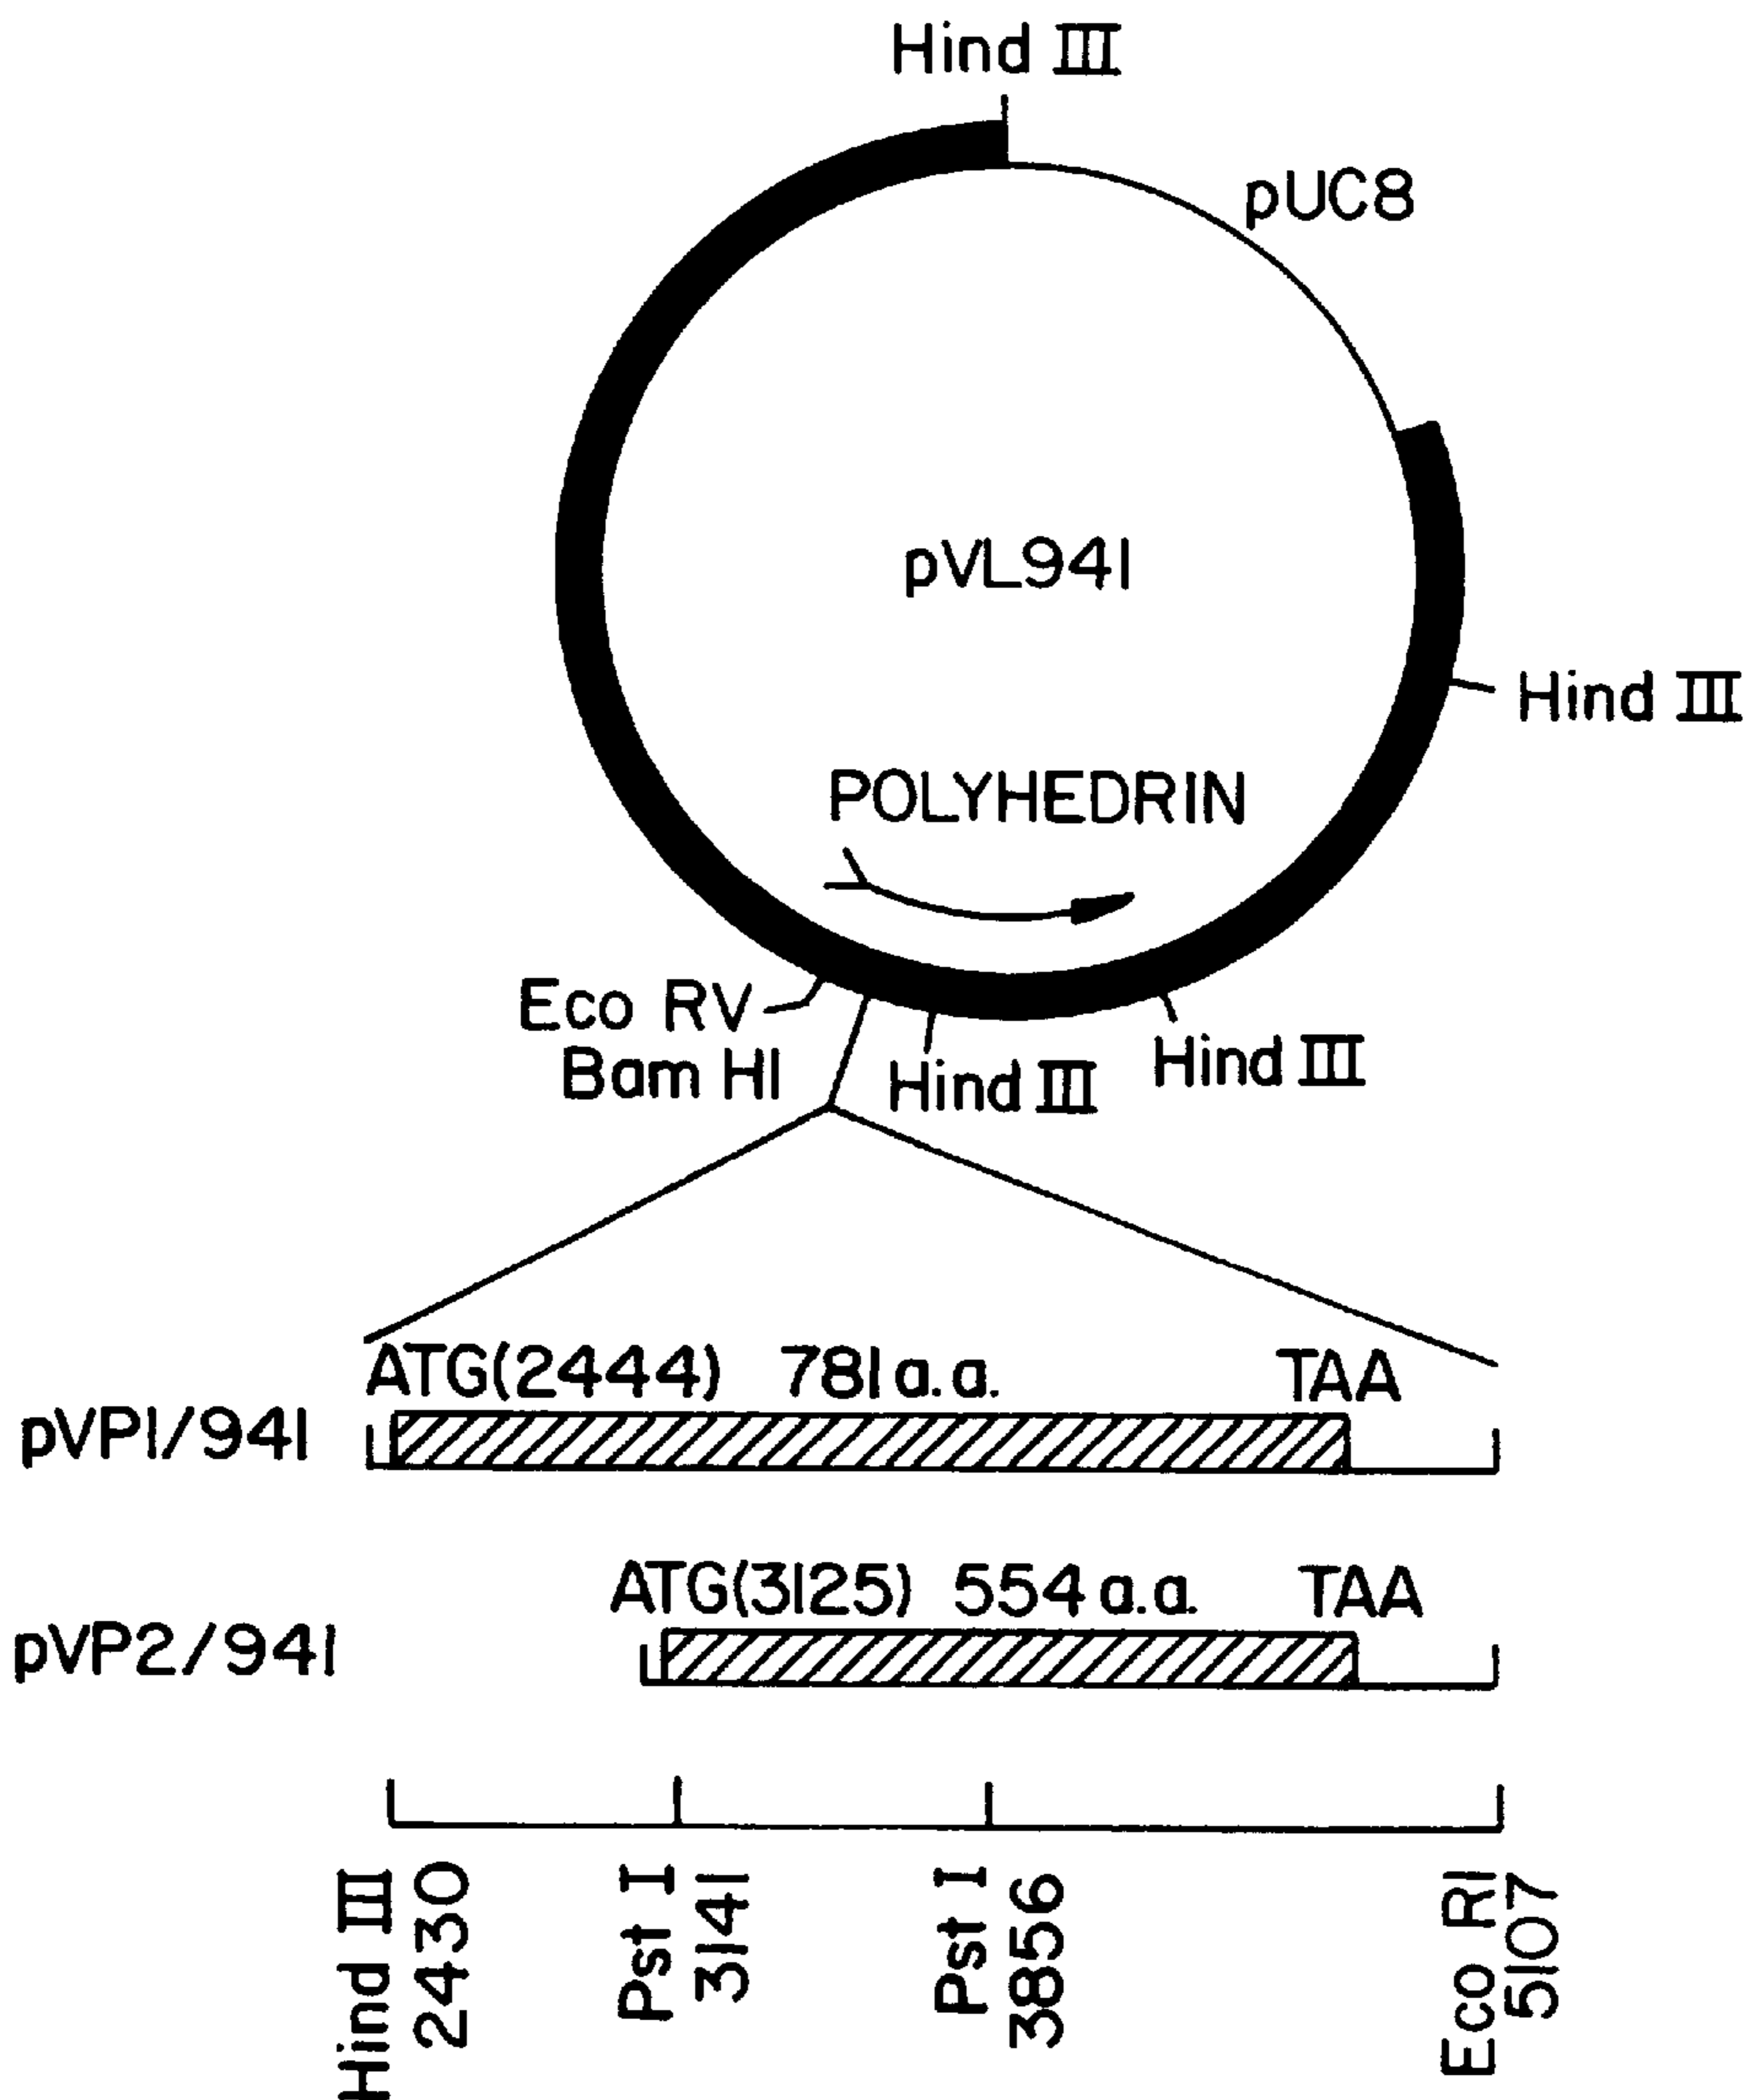 Hind III
pUC8
pVL941
Hind III
POLYHEDRIN
Eco RV
Bam HI
Hind III
Hind III
ATG(2444) 781 a.a. TAA
pVP1/941
ATG(3125) 554 a.a. TAA
pVP2/941
Hind III
2430
Pst I
3141
Pst I
3856
Eco RI
5107